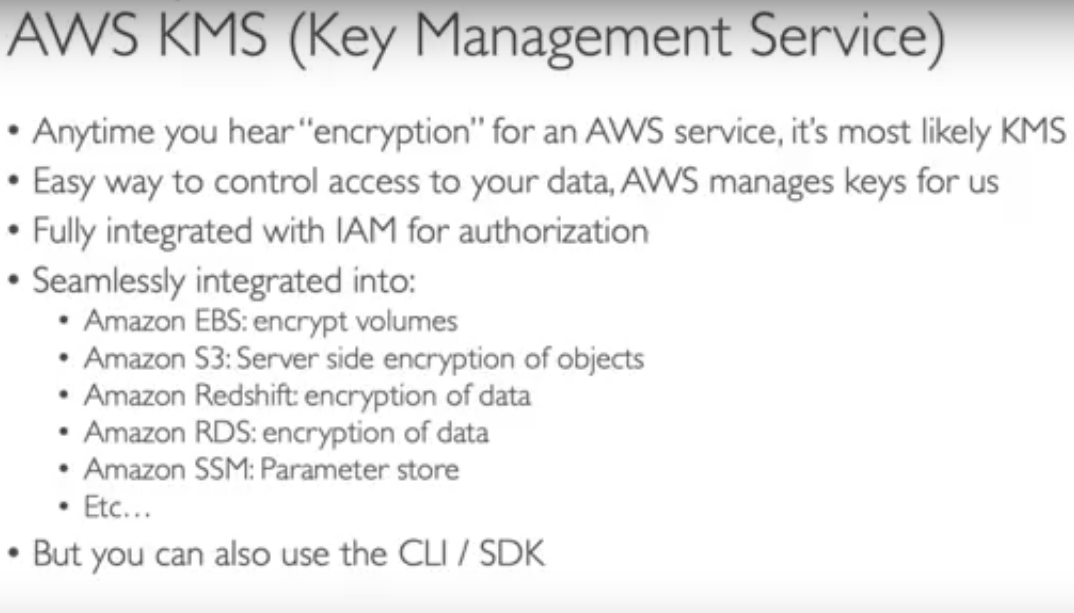 AWS KMS (Key Management Service)
• Anytime you hear “encryption” for an AWS service, it’s most likely KMS
• Easy way to control access to your data, AWS manages keys for us
• Fully integrated with IAM for authorization
• Seamlessly integrated into:
• Amazon EBS: encrypt volumes
• Amazon S3: Server side encryption of objects
• Amazon Redshift: encryption of data
• Amazon RDS: encryption of data
• Amazon SSM: Parameter store
• Etc…
• But you can also use the CLI / SDK